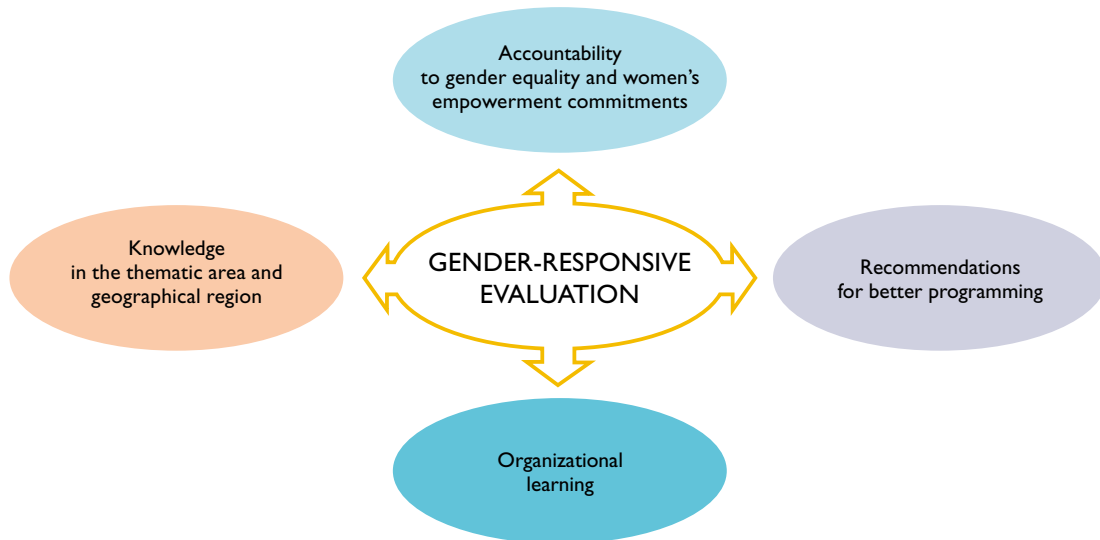 Accountability
to gender equality and women’s
empowerment commitments
Knowledge
in the thematic area and
geographical region
GENDER-RESPONSIVE
EVALUATION
Recommendations
for better programming
Organizational
learning